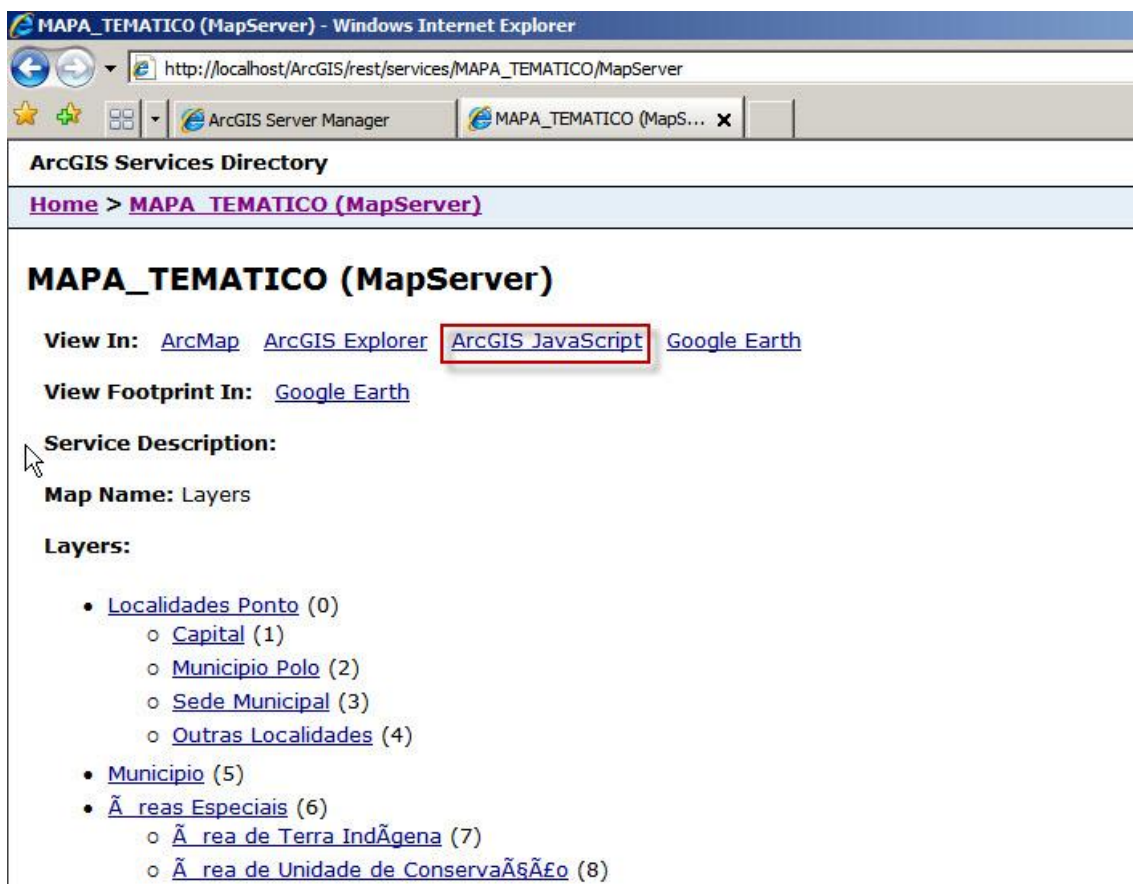 MAPA_TEMATICO (MapServer) - Windows Internet Explorer
http://localhost/ArcGIS/rest/services/MAPA_TEMATICO/MapServer
ArcGIS Server Manager MAPA_TEMATICO (MapS...
ArcGIS Services Directory
Home > MAPA_TEMATICO (MapServer)
MAPA_TEMATICO (MapServer)
View In: ArcMap ArcGIS Explorer ArcGIS JavaScript Google Earth
View Footprint In: Google Earth
Service Description:
Map Name: Layers
Layers:
• Localidades Ponto (0)
o Capital (1)
o Municipio Polo (2)
o Sede Municipal (3)
o Outras Localidades (4)
• Municipio (5)
• Ã reas Especiais (6)
o Ã rea de Terra IndÃgena (7)
o Ã rea de Unidade de ConservaÃ§Ã£o (8)